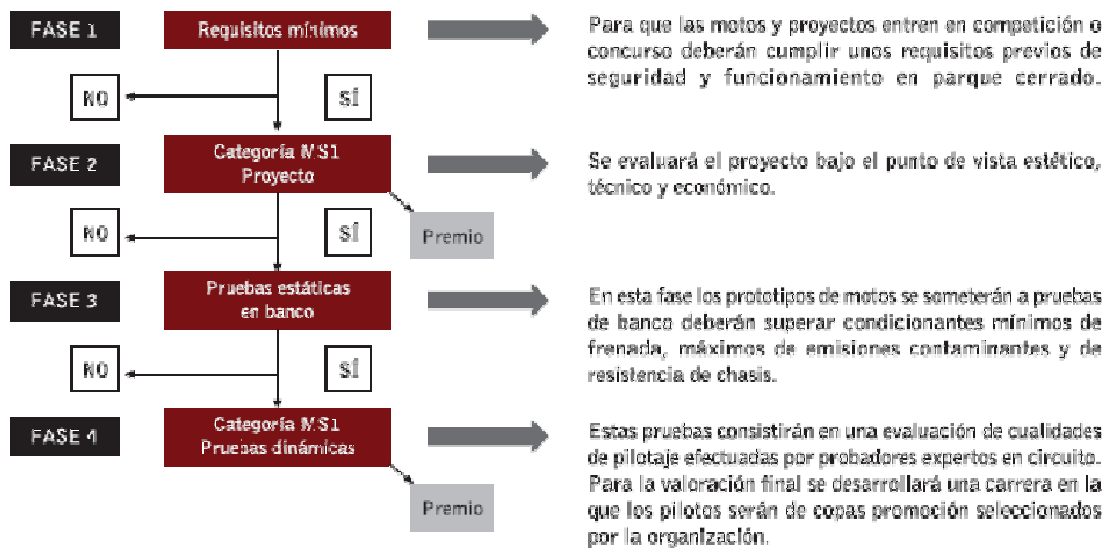 FASE 1
Requisitos mínimos
Para que las motos y proyectos entren en competición o
concurso deberán cumplir unos requisitos previos de
seguridad y funcionamiento en parque cerrado.
NO
SÍ
FASE 2
Categoría MS1
Proyecto
Se evaluará el proyecto bajo el punto de vista estético,
técnico y económico.
NO
SÍ
Premio
FASE 3
Pruebas estáticas
en banco
En esta fase los prototipos de motos se someterán a pruebas
de banco deberán superar condicionantes mínimos de
frenada, máximos de emisiones contaminantes y de
resistencia de chasis.
NO
SÍ
FASE 4
Categoría MS1
Pruebas dinámicas
Estas pruebas consistirán en una evaluación de cualidades
de pilotaje efectuadas por probadores expertos en circuito.
Para la valoración final se desarrollará una carrera en la
que los pilotos serán de copas promoción seleccionados
por la organización.
Premio